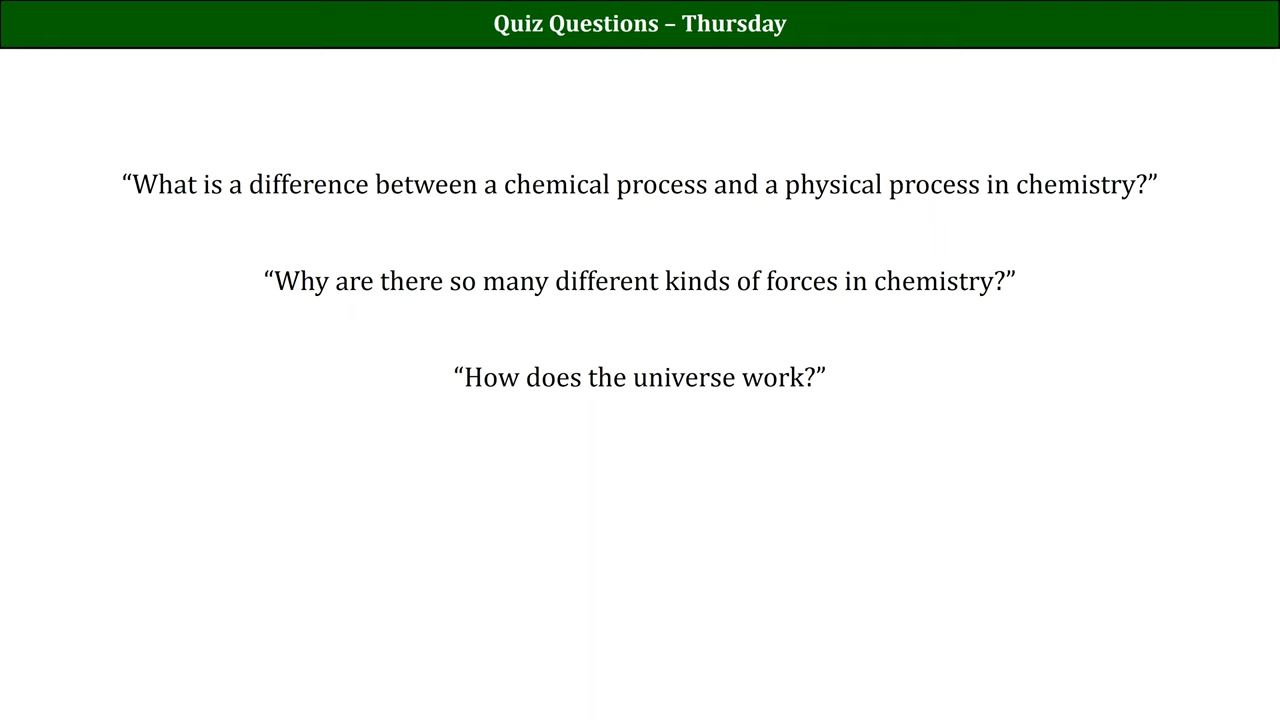 Quiz Questions – Thursday
“What is a difference between a chemical process and a physical process in chemistry?”
“Why are there so many different kinds of forces in chemistry?”
“How does the universe work?”